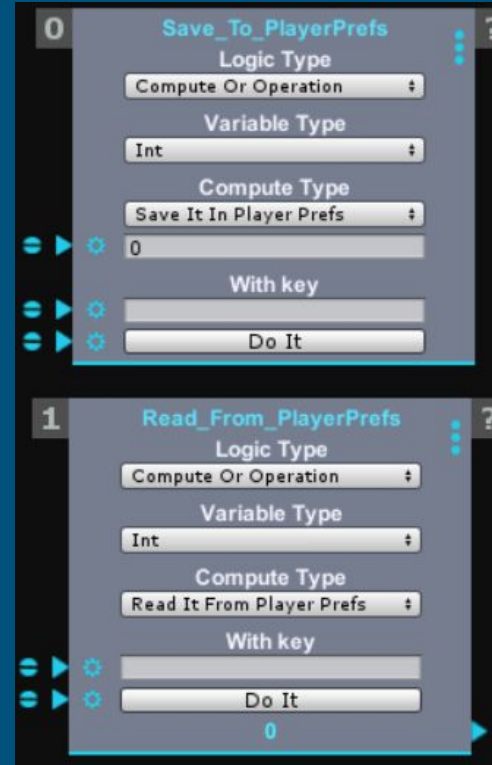 0
Save_To_PlayerPrefs
?
Logic Type
Compute Or Operation
Variable Type
Int
Compute Type
Save It In Player Prefs
0
With key
Do It
1
Read_From_PlayerPrefs
?
Logic Type
Compute Or Operation
Variable Type
Int
Compute Type
Read It From Player Prefs
With key
Do It
0